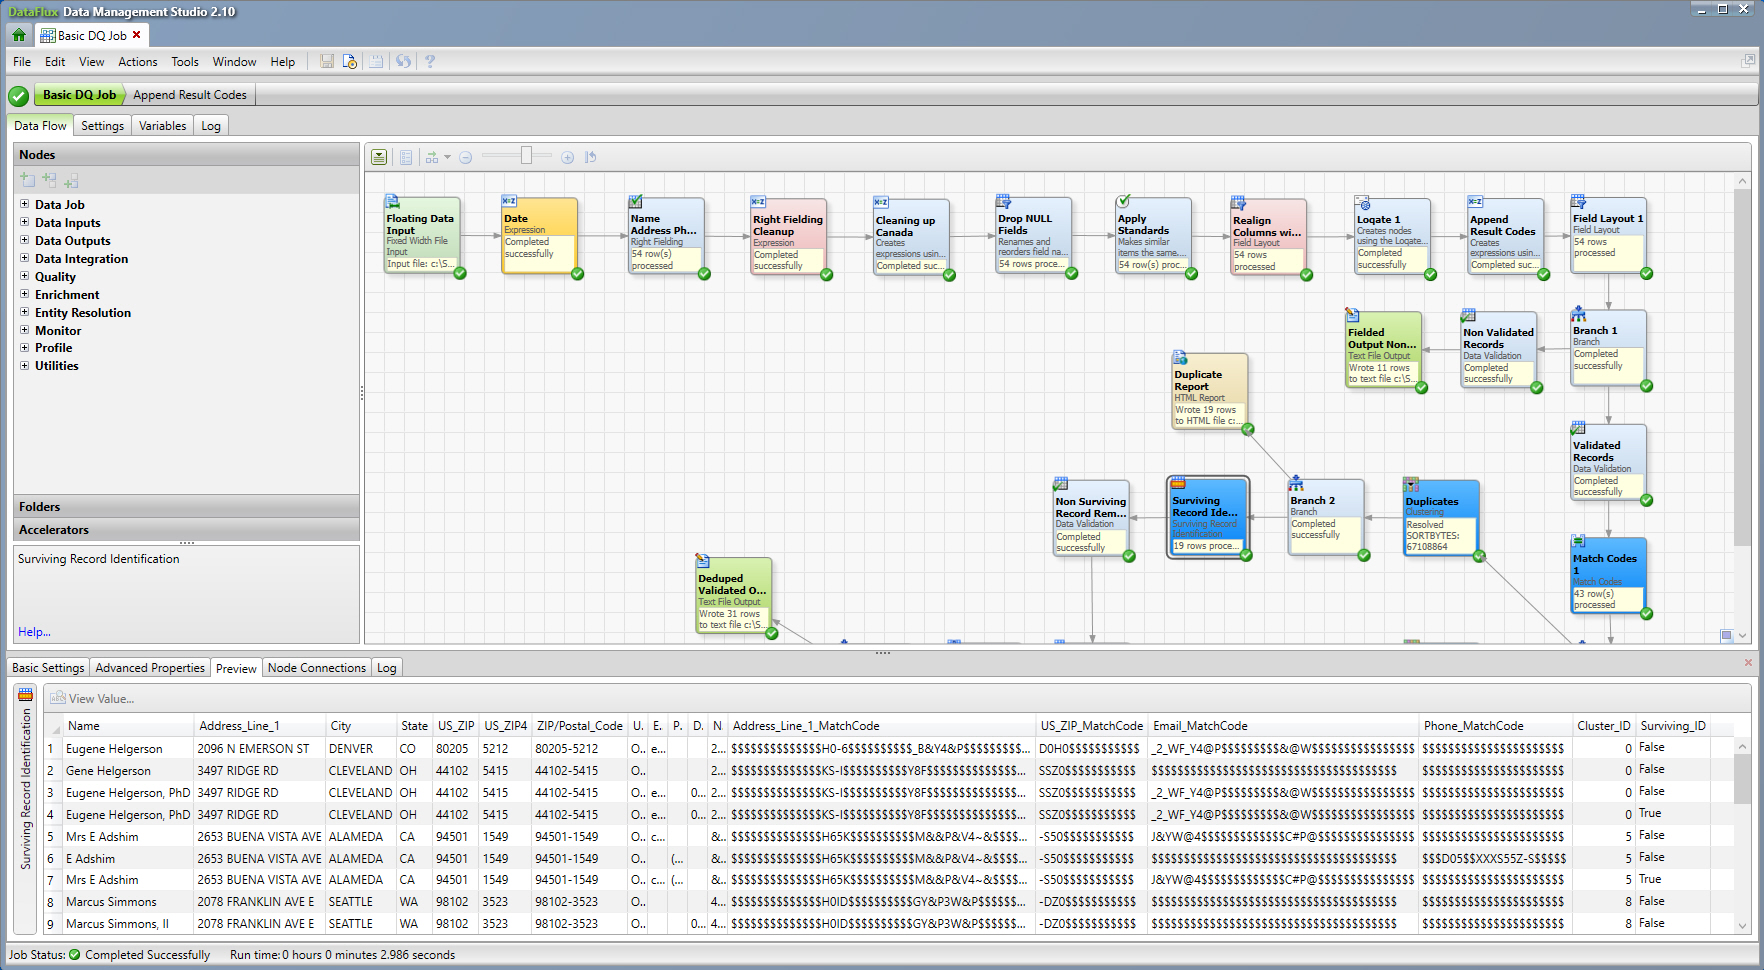 DataFlux Data Management Studio 2.10
Basic DQ Job
File Edit View Actions Tools Window Help
Basic DQ Job Append Result Codes
Data Flow Settings Variables Log
Nodes
Data Job
Data Inputs
Data Outputs
Data Integration
Quality
Enrichment
Entity Resolution
Monitor
Profile
Utilities
Folders
Accelerators
Surviving Record Identification
Help...
Floating Data
Input
Fixed Width File
Input
Input file: c:\S...
Date
Expression
Completed
successfully
Name
Address Ph...
Right Fielding
54 row(s)
processed
Right Fielding
Cleanup
Expression
Completed
successfully
Cleaning up
Canada
Creates
expressions usin...
Completed suc...
Drop NULL
Fields
Renames and
reorders field na...
54 rows proce...
Apply
Standards
Makes similar
items the same....
54 row(s) proc...
Realign
Columns wi...
Field Layout
54 rows
processed
Loqate 1
Creates nodes
using the Loqate...
Completed
successfully
Append
Result Codes
Creates
expressions usin...
Completed suc...
Field Layout 1
Field Layout
54 rows
processed
Fielded
Output Non...
Text File Output
Wrote 11 rows
to text file c:\S...
Non Validated
Records
Data Validation
Completed
successfully
Branch 1
Branch
Completed
successfully
Duplicate
Report
HTML Report
Wrote 19 rows
to HTML file c:...
Validated
Records
Data Validation
Completed
successfully
Non Surviving
Record Rem...
Data Validation
Completed
successfully
Surviving
Record Ide...
Surviving Record
Identification
19 rows proce...
Branch 2
Branch
Completed
successfully
Duplicates
Clustering
Resolved
SORTBYTES:
67108864
Match Codes
1
Match Codes
43 row(s)
processed
Deduped
Validated O...
Text File Output
Wrote 31 rows
to text file c:\S...
Basic Settings Advanced Properties Preview Node Connections Log
Surviving Record Identification
View Value...
Name Address_Line_1 City State US_ZIP US_ZIP4 ZIP/Postal_Code U. E. P. D. N. Address_Line_1_MatchCode US_ZIP_MatchCode Email_MatchCode Phone_MatchCode Cluster_ID Surviving_ID
1 Eugene Helgerson 2096 N EMERSON ST DENVER CO 80205 5212 80205-5212 O.. e... 2... $$$$$$$$$$$$$$H0-6$$$$$$$$$$_B&Y4&P$$$$$$$$$... D0H0$$$$$$$$$$$ _2_WF_Y4@P$$$$$$$$$&@W$$$$$$$$$$$$$$$$$ $$$$$$$$$$$$$$$$$$$$$$$ 0 False
2 Gene Helgerson 3497 RIDGE RD CLEVELAND OH 44102 5415 44102-5415 O.. 2... $$$$$$$$$$$$$$KS-I$$$$$$$$$$Y8F$$$$$$$$$$$$$$$... SSZ0$$$$$$$$$$$ $$$$$$$$$$$$$$$$$$$$$$$$$$$$$$$$$$$$$$$ $$$$$$$$$$$$$$$$$$$$$$$ 0 False
3 Eugene Helgerson, PhD 3497 RIDGE RD CLEVELAND OH 44102 5415 44102-5415 O.. e... 0... 2... $$$$$$$$$$$$$$KS-I$$$$$$$$$$Y8F$$$$$$$$$$$$$$$... SSZ0$$$$$$$$$$$ _2_WF_Y4@P$$$$$$$$$&@W$$$$$$$$$$$$$$$$$ $$$$$$$$$$$$$$$$$$$$$$$ 0 False
4 Eugene Helgerson, PhD 3497 RIDGE RD CLEVELAND OH 44102 5415 44102-5415 O.. e... 0... 2... $$$$$$$$$$$$$$KS-I$$$$$$$$$$Y8F$$$$$$$$$$$$$$$... SSZ0$$$$$$$$$$$ _2_WF_Y4@P$$$$$$$$$&@W$$$$$$$$$$$$$$$$$ $$$$$$$$$$$$$$$$$$$$$$$ 0 True
5 Mrs E Adshim 2653 BUENA VISTA AVE ALAMEDA CA 94501 1549 94501-1549 O.. c... &.. $$$$$$$$$$$$$$H65K$$$$$$$$$$M&&P&V4~&$$$$$... -S50$$$$$$$$$$$ J&YW@4$$$$$$$$$$$$$C#P@$$$$$$$$$$$$$$$$ $$$$$$$$$$$$$$$$$$$$$$$ 5 False
6 E Adshim 2653 BUENA VISTA AVE ALAMEDA CA 94501 1549 94501-1549 O.. (... &.. $$$$$$$$$$$$$$H65K$$$$$$$$$$M&&P&V4~&$$$$$... -S50$$$$$$$$$$$ $$$$$$$$$$$$$$$$$$$$$$$$$$$$$$$$$$$$$$$ $$$D05$$XXXS55Z-S$$$$$$ 5 False
7 Mrs E Adshim 2653 BUENA VISTA AVE ALAMEDA CA 94501 1549 94501-1549 O.. c... (... &.. $$$$$$$$$$$$$$H65K$$$$$$$$$$M&&P&V4~&$$$$$... -S50$$$$$$$$$$$ J&YW@4$$$$$$$$$$$$$C#P@$$$$$$$$$$$$$$$$ $$$$$$$$$$$$$$$$$$$$$$$ 5 True
8 Marcus Simmons 2078 FRANKLIN AVE E SEATTLE WA 98102 3523 98102-3523 O.. 4... $$$$$$$$$$$$$$H0ID$$$$$$$$$$GY&P3W&P$$$$$$... -DZ0$$$$$$$$$$$ $$$$$$$$$$$$$$$$$$$$$$$$$$$$$$$$$$$$$$$ $$$$$$$$$$$$$$$$$$$$$$$ 8 False
9 Marcus Simmons, II 2078 FRANKLIN AVE E SEATTLE WA 98102 3523 98102-3523 O.. 0... 4... $$$$$$$$$$$$$$H0ID$$$$$$$$$$GY&P3W&P$$$$$$... -DZ0$$$$$$$$$$$ $$$$$$$$$$$$$$$$$$$$$$$$$$$$$$$$$$$$$$$ $$$$$$$$$$$$$$$$$$$$$$$ 8 False
Job Status: Completed Successfully Run time: 0 hours 0 minutes 2.986 seconds